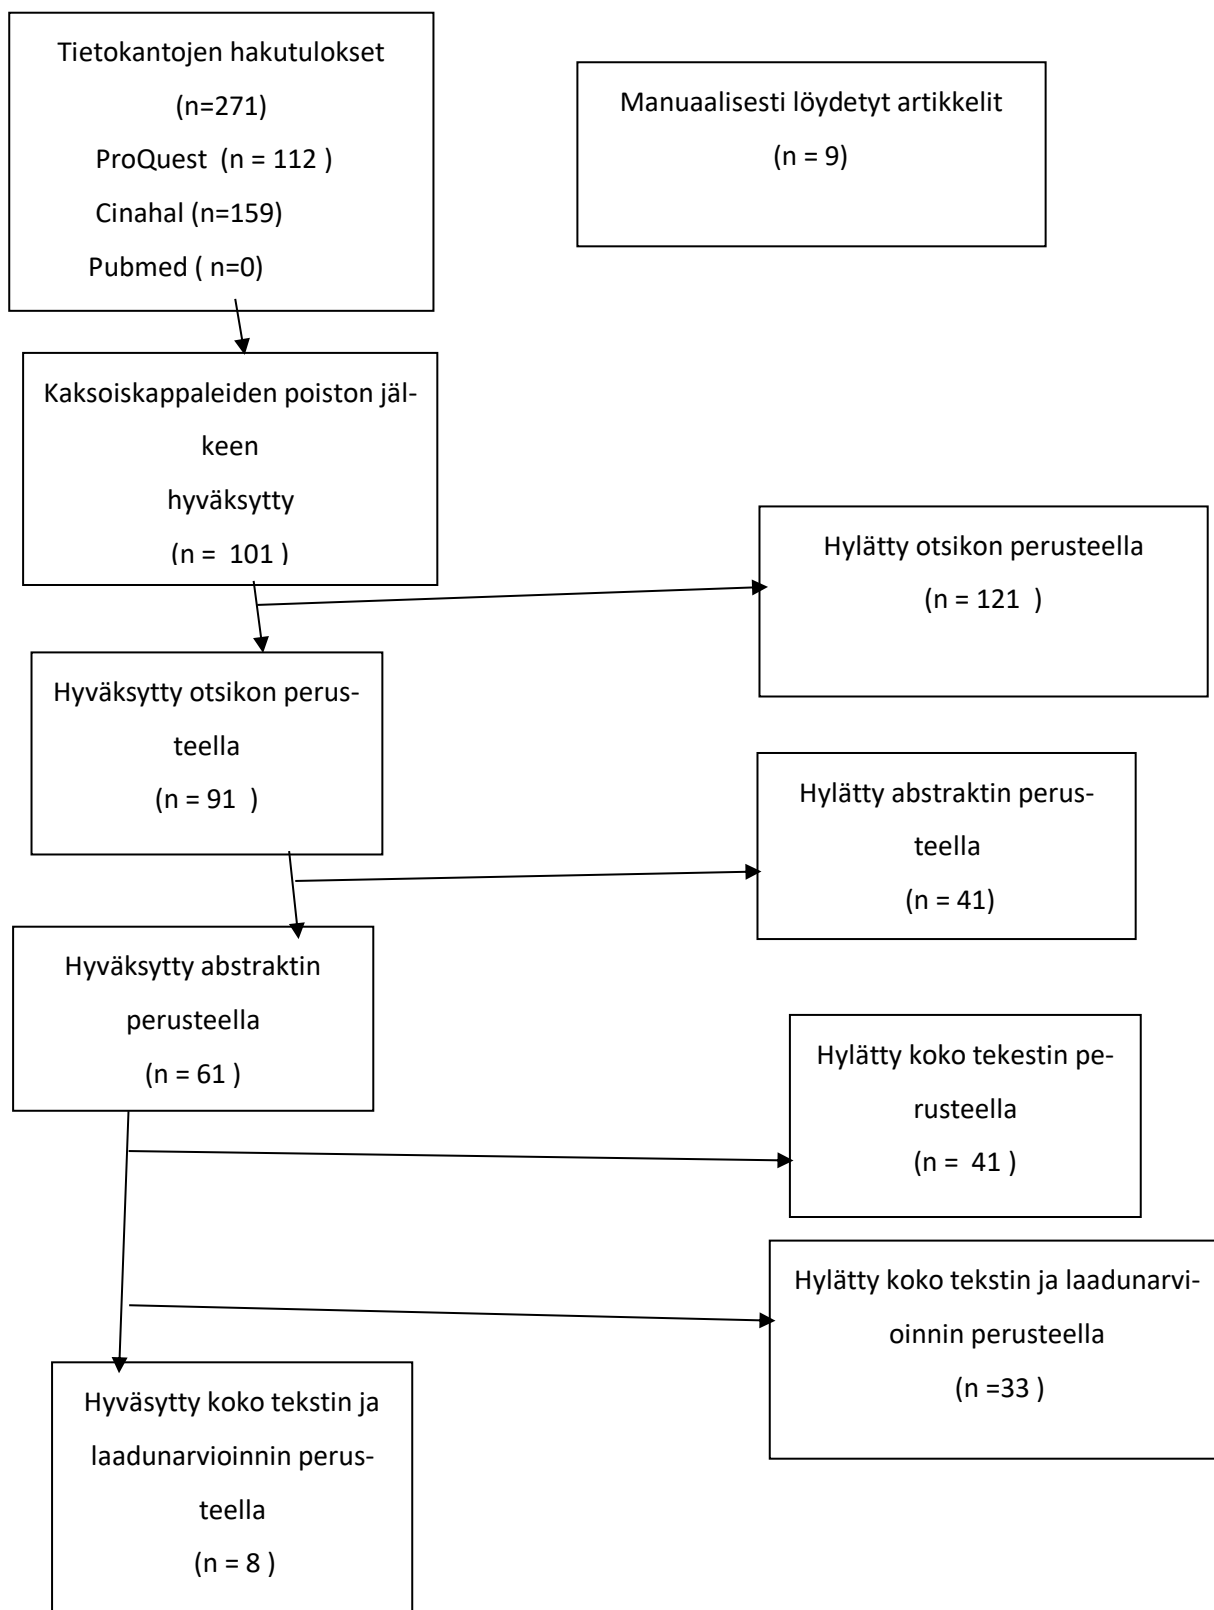 Tietokantojen hakutulokset
(n=271)
ProQuest (n = 112 )
Cinahal (n=159)
Pubmed ( n=0)
Manuaalisesti löydetyt artikkelit
(n = 9)
Kaksoiskappaleiden poiston jäl-
keen
hyväksytty
(n = 101 )
Hylätty otsikon perusteella
(n = 121 )
Hyväksytty otsikon perus-
teella
(n = 91 )
Hylätty abstraktin perus-
teella
(n = 41)
Hyväksytty abstraktin
perusteella
(n = 61 )
Hylätty koko tekestin pe-
rusteella
(n = 41 )
Hylätty koko tekstin ja laadunarvi-
oinnin perusteella
(n =33 )
Hyväsytty koko tekstin ja
laadunarvioinnin perus-
teella
(n = 8 )